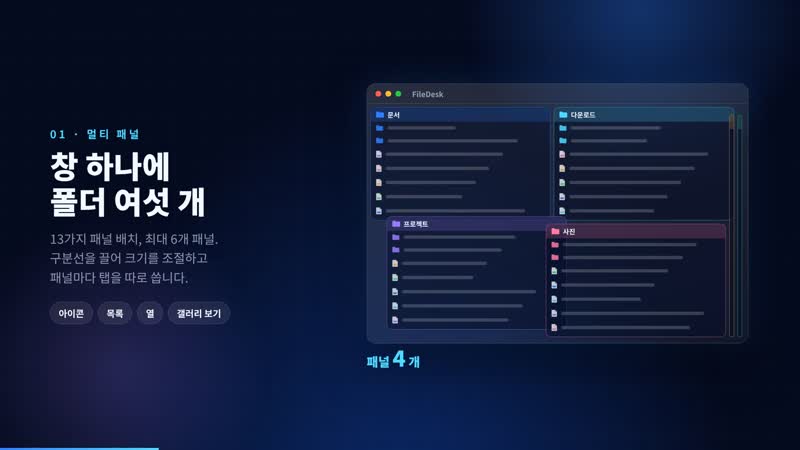 01 · 멀티 패널
창 하나에
폴더 여섯 개
13가지 패널 배치, 최대 6개 패널.
구분선을 끌어 크기를 조절하고
패널마다 탭을 따로 씁니다.
아이콘 목록 열 갤러리 보기
FileDesk
문서 다운로드
프로젝트 사진
패널 4 개